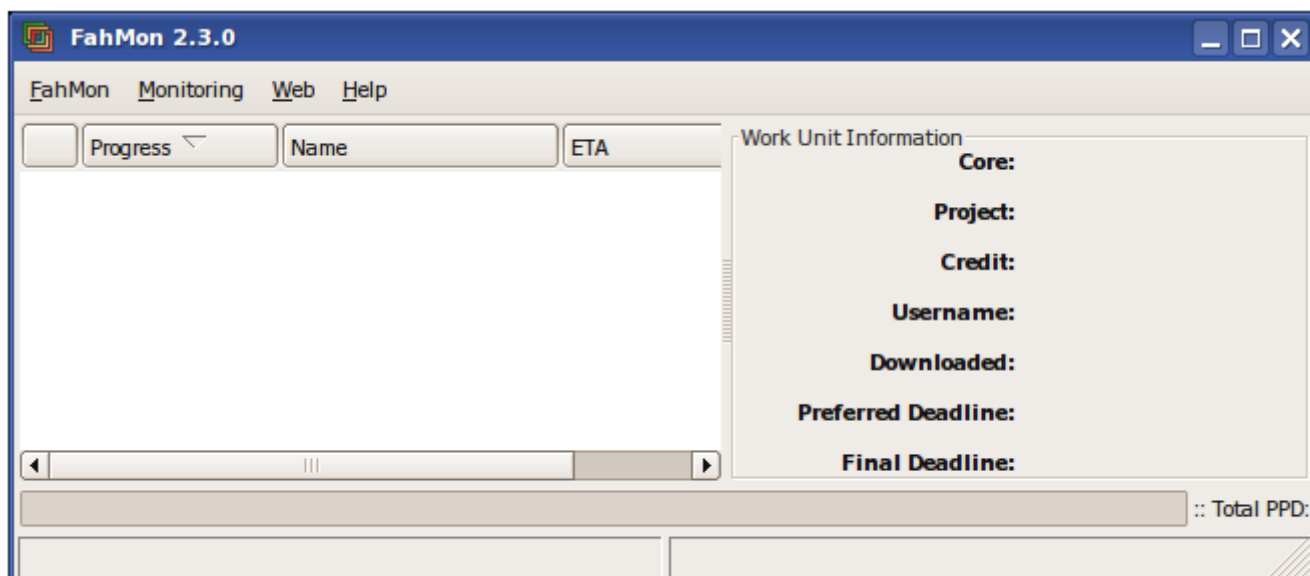 FahMon 2.3.0
FahMon Monitoring Web Help
Progress Name ETA
Work Unit Information
Core:
Project:
Credit:
Username:
Downloaded:
Preferred Deadline:
Final Deadline:
:: Total PPD: